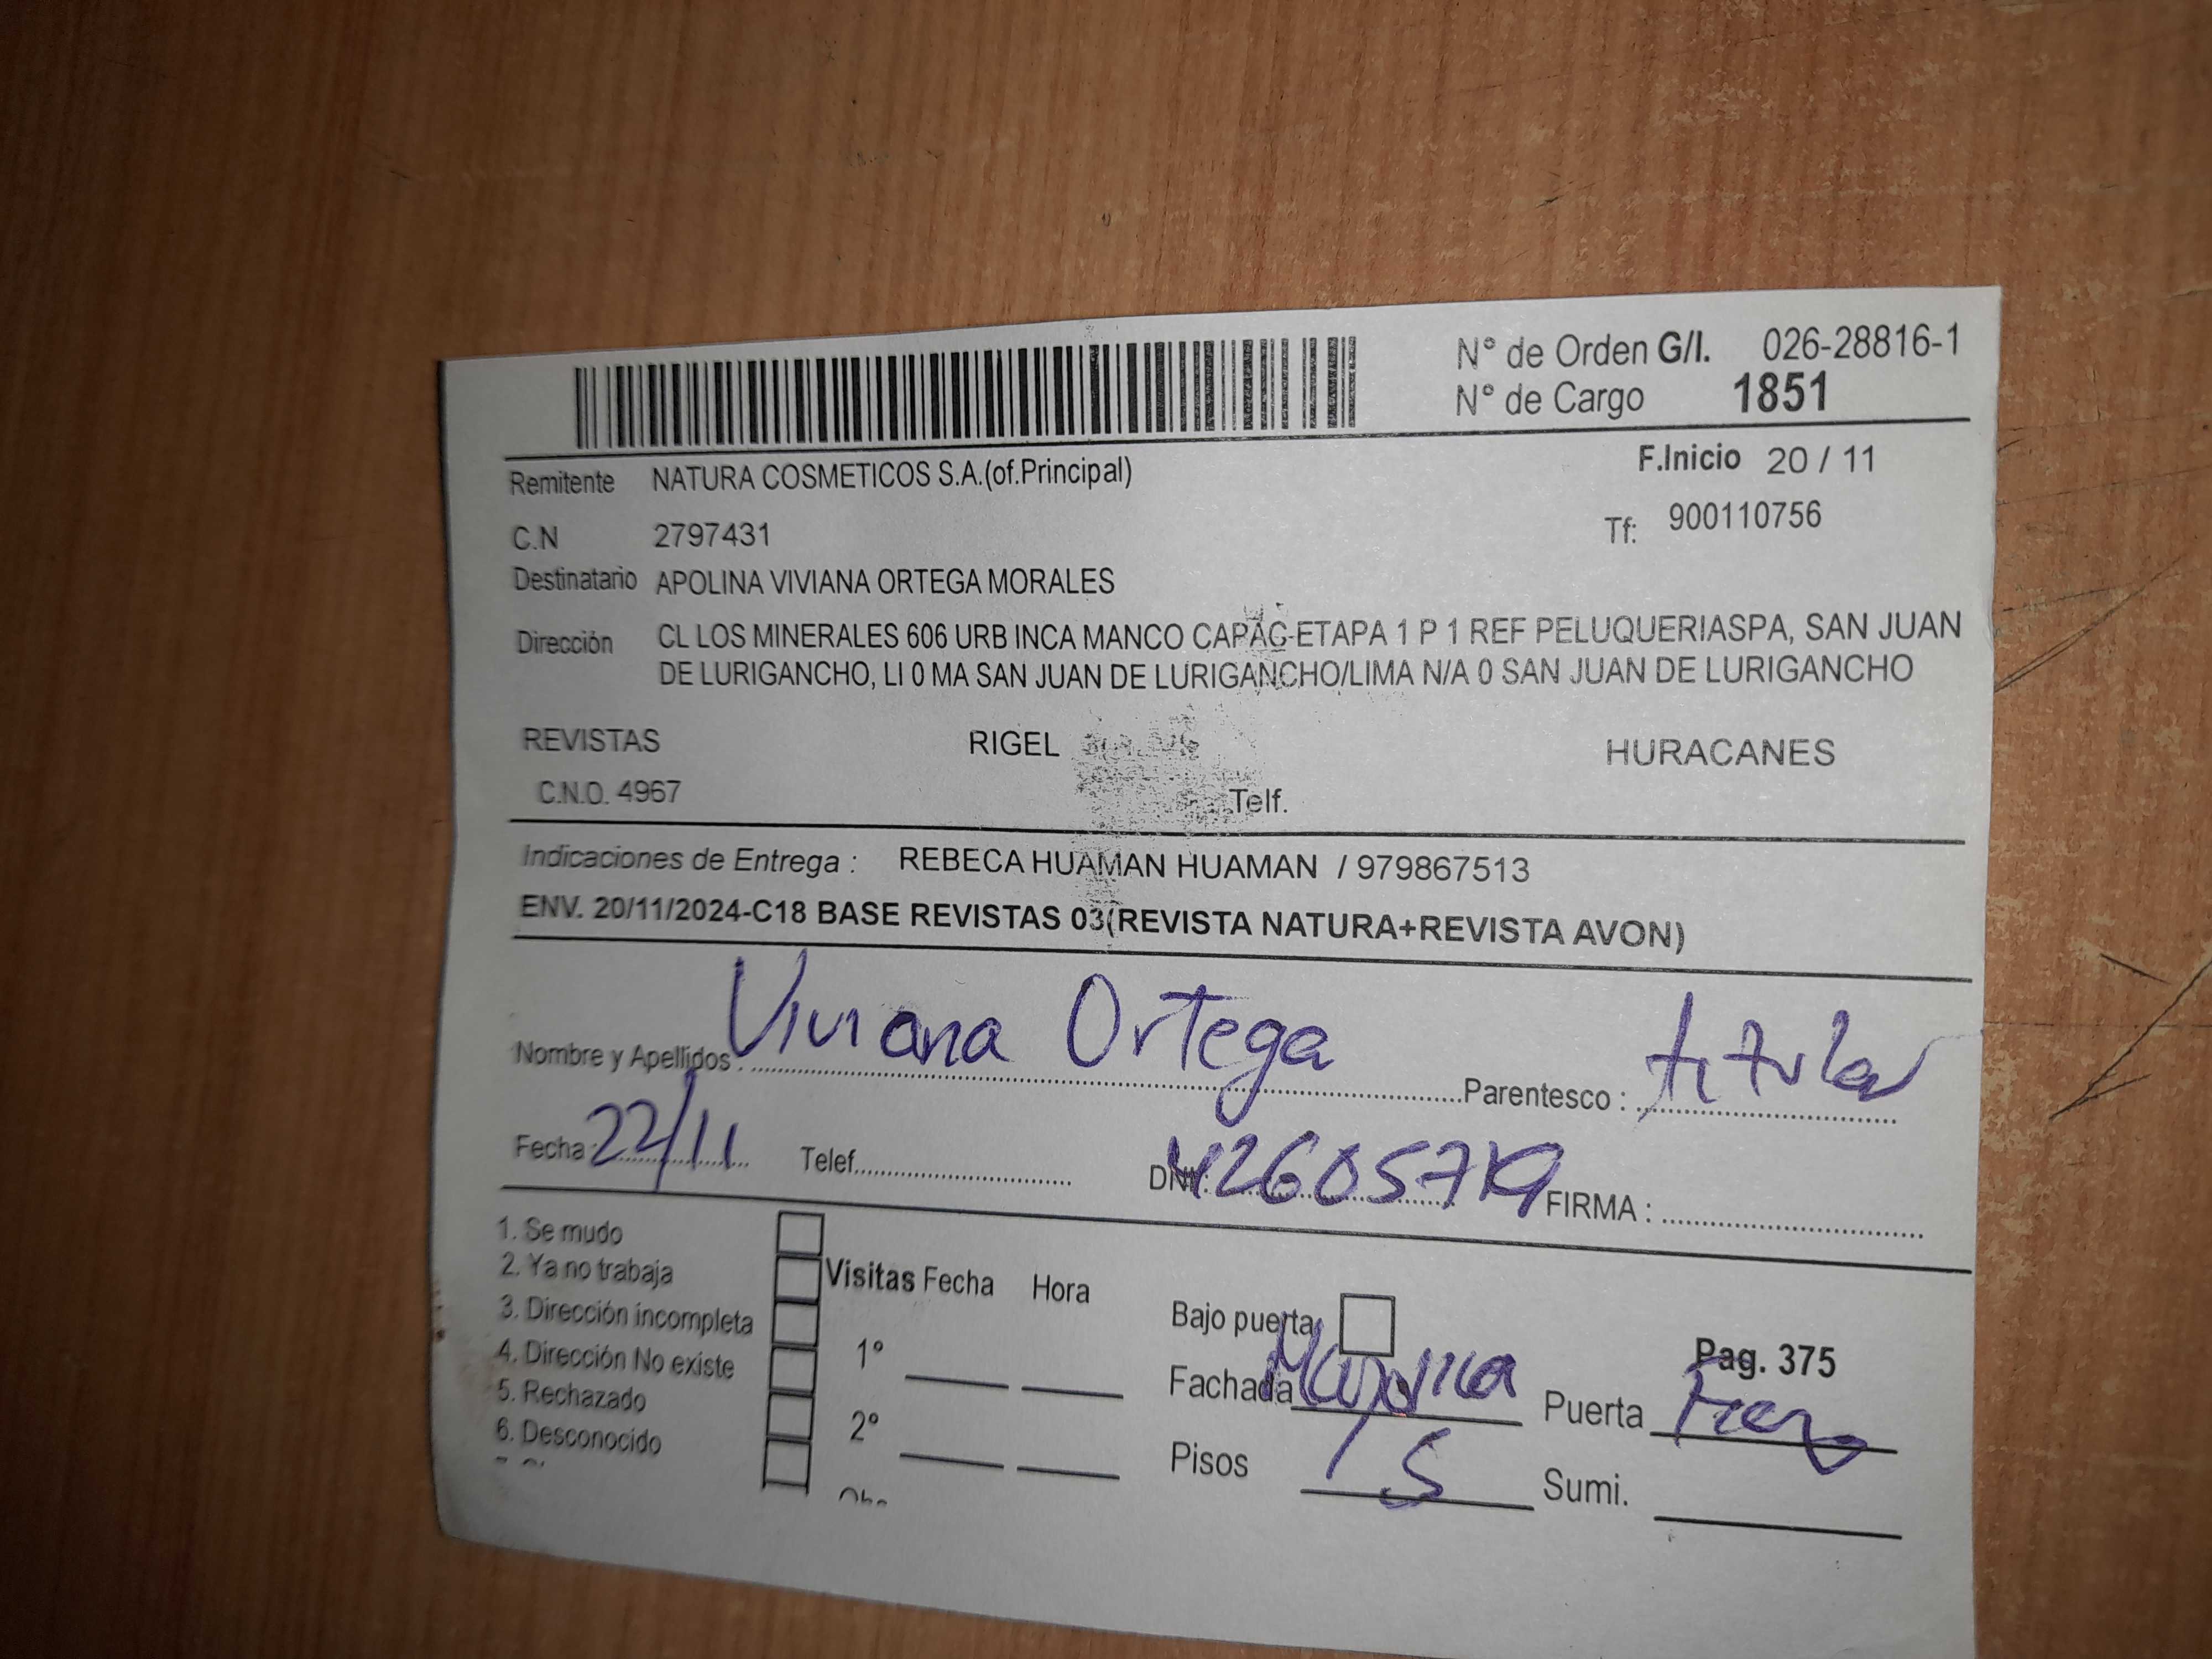 N° de Orden G/I. 026-28816-1
N° de Cargo 1851
Remitente NATURA COSMETICOS S.A.(of.Principal) F.Inicio 20 / 11
C.N 2797431 Tf: 900110756
Destinatario APOLINA VIVIANA ORTEGA MORALES
Dirección CL LOS MINERALES 606 URB INCA MANCO CAPAC-ETAPA 1 P 1 REF PELUQUERIASPA, SAN JUAN
DE LURIGANCHO, LI 0 MA SAN JUAN DE LURIGANCHO/LIMA N/A 0 SAN JUAN DE LURIGANCHO
REVISTAS RIGEL HURACANES
C.N.O. 4967 Telf.
Indicaciones de Entrega : REBECA HUAMAN HUAMAN / 979867513
ENV. 20/11/2024-C18 BASE REVISTAS 03(REVISTA NATURA+REVISTA AVON)
Nombre y Apellidos : Viviana Ortega Parentesco : titular
Fecha : 22/11 Telef. DNI: FIRMA :
1. Se mudo
2. Ya no trabaja Visitas Fecha Hora
3. Dirección incompleta Bajo puerta
4. Dirección No existe 1° Pag. 375
5. Rechazado Fachada Puerta
6. Desconocido 2° Pisos Sumi.